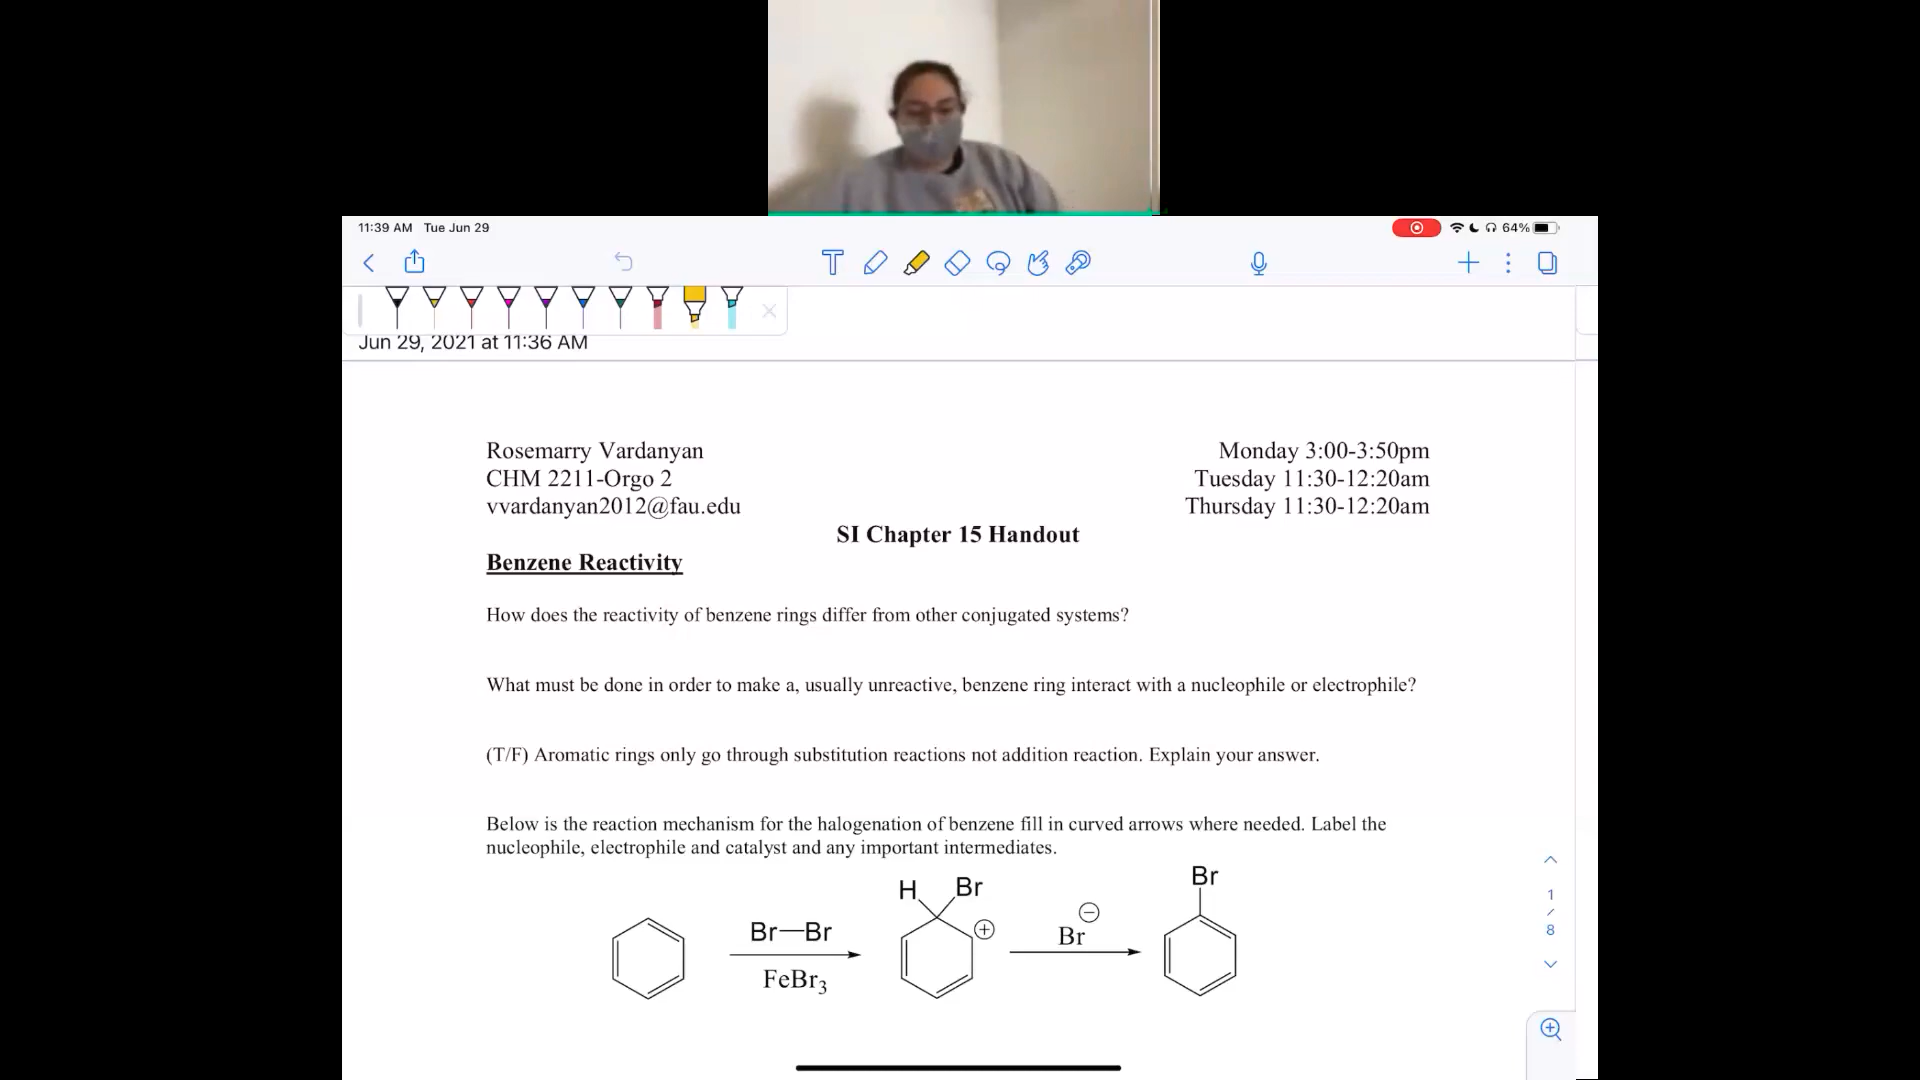 11:39 AM Tue Jun 29
64%
Jun 29, 2021 at 11:36 AM
Rosemarry Vardanyan
Monday 3:00-3:50pm
CHM 2211-Orgo 2
Tuesday 11:30-12:20am
vvardanyan2012@fau.edu
Thursday 11:30-12:20am
SI Chapter 15 Handout
Benzene Reactivity
How does the reactivity of benzene rings differ from other conjugated systems?
What must be done in order to make a, usually unreactive, benzene ring interact with a nucleophile or electrophile?
(T/F) Aromatic rings only go through substitution reactions not addition reaction. Explain your answer.
Below is the reaction mechanism for the halogenation of benzene fill in curved arrows where needed. Label the
nucleophile, electrophile and catalyst and any important intermediates.
Br—Br
FeBr₃
H Br
⊕
⊖
Br
Br
1
/
8